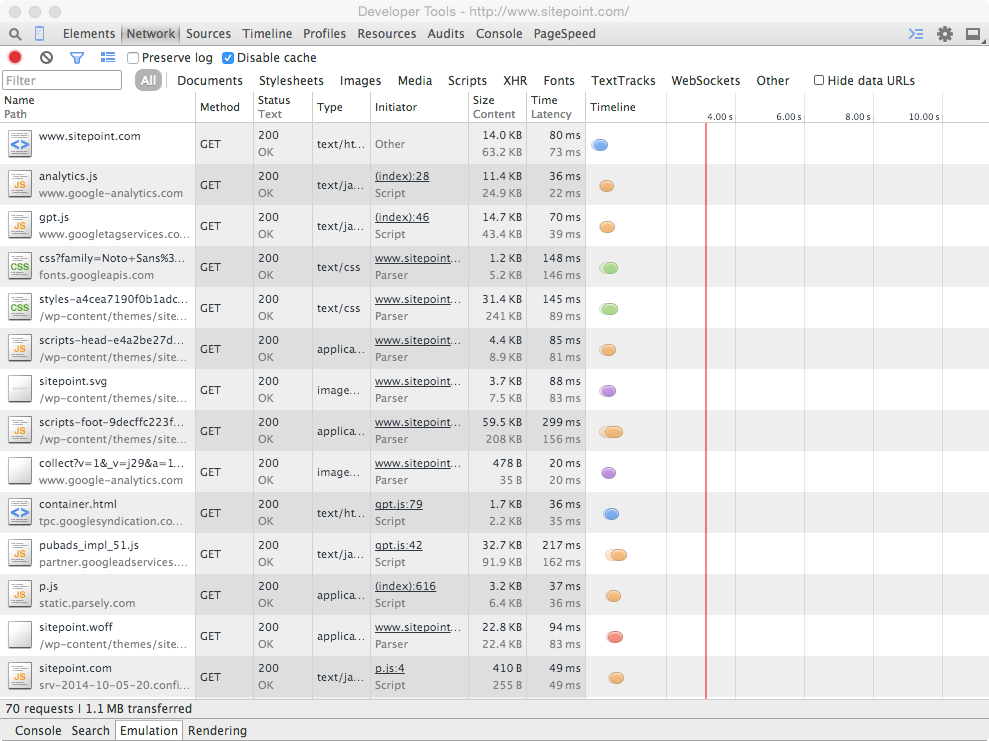 Developer Tools - http://www.sitepoint.com/
Elements Network Sources Timeline Profiles Resources Audits Console PageSpeed
Preserve log Disable cache
Filter All Documents Stylesheets Images Media Scripts XHR Fonts TextTracks WebSockets Other Hide data URLs
Name Method Status Type Initiator Size Time Timeline
Path Text Content Latency 4.00 s 6.00 s 8.00 s 10.00 s
www.sitepoint.com GET 200 text/ht... Other 14.0 KB 80 ms
OK 63.2 KB 73 ms
analytics.js GET 200 text/ja... (index):28 11.4 KB 36 ms
www.google-analytics.com OK Script 24.9 KB 22 ms
gpt.js GET 200 text/ja... (index):46 14.7 KB 70 ms
www.googletagservices.co... OK Script 43.4 KB 39 ms
css?family=Noto+Sans%3... GET 200 text/css www.sitepoint... 1.2 KB 148 ms
fonts.googleapis.com OK Parser 5.2 KB 146 ms
styles-a4cea7190f0b1adc... GET 200 text/css www.sitepoint... 31.4 KB 145 ms
/wp-content/themes/site... OK Parser 241 KB 89 ms
scripts-head-e4a2be27d... GET 200 applica... www.sitepoint... 4.4 KB 85 ms
/wp-content/themes/site... OK Parser 8.9 KB 81 ms
sitepoint.svg GET 200 image... www.sitepoint... 3.7 KB 88 ms
/wp-content/themes/site... OK Parser 7.5 KB 83 ms
scripts-foot-9decffc223f... GET 200 applica... www.sitepoint... 59.5 KB 299 ms
/wp-content/themes/site... OK Parser 208 KB 156 ms
collect?v=1&_v=j29&a=1... GET 200 image... www.sitepoint... 478 B 20 ms
www.google-analytics.com OK Parser 35 B 20 ms
container.html GET 200 text/ht... gpt.js:79 1.7 KB 36 ms
tpc.googlesyndication.co... OK Script 2.2 KB 35 ms
pubads_impl_51.js GET 200 text/ja... gpt.js:42 32.7 KB 217 ms
partner.googleadservices.... OK Script 91.9 KB 162 ms
p.js GET 200 applica... (index):616 3.2 KB 37 ms
static.parsely.com OK Script 6.4 KB 36 ms
sitepoint.woff GET 200 applica... www.sitepoint... 22.8 KB 94 ms
/wp-content/themes/site... OK Parser 22.4 KB 83 ms
sitepoint.com GET 200 text/ja... p.js:4 410 B 49 ms
srv-2014-10-05-20.confi... OK Script 255 B 49 ms
70 requests | 1.1 MB transferred
Console Search Emulation Rendering